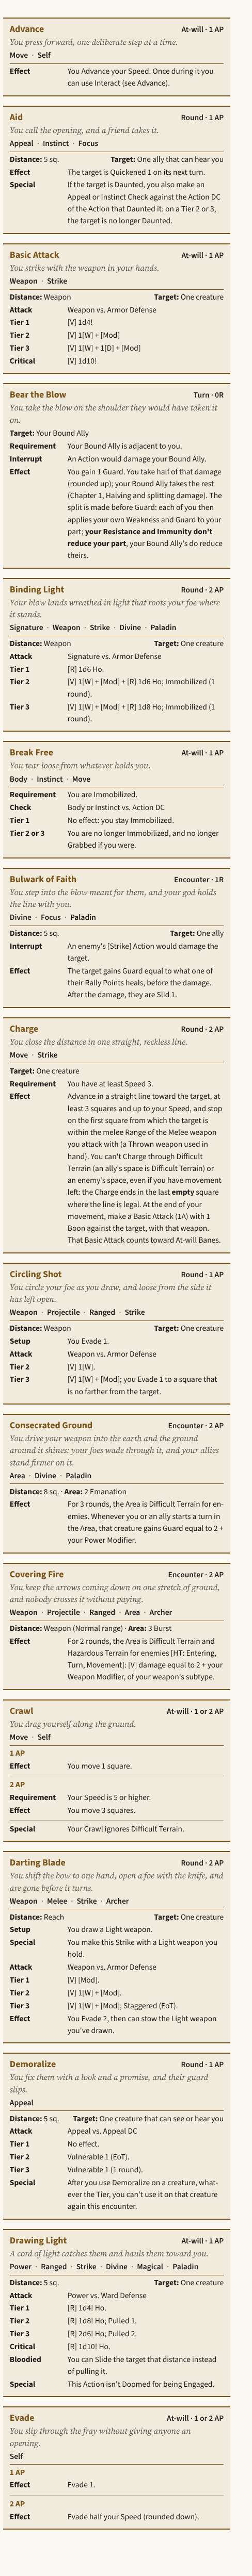 Advance At-will · 1 AP
You press forward, one deliberate step at a time.
Move · Self
Effect You Advance your Speed. Once during it you
can use Interact (see Advance).
Aid Round · 1 AP
You call the opening, and a friend takes it.
Appeal · Instinct · Focus
Distance: 5 sq. Target: One ally that can hear you
Effect The target is Quickened 1 on its next turn.
Special If the target is Daunted, you also make an
Appeal or Instinct Check against the Action DC
of the Action that Daunted it: on a Tier 2 or 3,
the target is no longer Daunted.
Basic Attack At-will · 1 AP
You strike with the weapon in your hands.
Weapon · Strike
Distance: Weapon Target: One creature
Attack Weapon vs. Armor Defense
Tier 1 [V] 1d4!
Tier 2 [V] 1[W] + [Mod]
Tier 3 [V] 1[W] + 1[D] + [Mod]
Critical [V] 1d10!
Bear the Blow Turn · 0R
You take the blow on the shoulder they would have taken it
on.
Target: Your Bound Ally
Requirement Your Bound Ally is adjacent to you.
Interrupt An Action would damage your Bound Ally.
Effect You gain 1 Guard. You take half of that damage
(rounded up); your Bound Ally takes the rest
(Chapter 1, Halving and splitting damage). The
split is made before Guard: each of you then
applies your own Weakness and Guard to your
part; your Resistance and Immunity don't
reduce your part, your Bound Ally's do reduce
theirs.
Binding Light Round · 2 AP
Your blow lands wreathed in light that roots your foe where
it stands.
Signature · Weapon · Strike · Divine · Paladin
Distance: Weapon Target: One creature
Attack Signature vs. Armor Defense
Tier 1 [R] 1d6 Ho.
Tier 2 [V] 1[W] + [Mod] + [R] 1d6 Ho; Immobilized (1
round).
Tier 3 [V] 1[W] + [Mod] + [R] 1d8 Ho; Immobilized (1
round).
Break Free At-will · 1 AP
You tear loose from whatever holds you.
Body · Instinct · Move
Requirement You are Immobilized.
Check Body or Instinct vs. Action DC
Tier 1 No effect: you stay Immobilized.
Tier 2 or 3 You are no longer Immobilized, and no longer
Grabbed if you were.
Bulwark of Faith Encounter · 1R
You step into the blow meant for them, and your god holds
the line with you.
Divine · Focus · Paladin
Distance: 5 sq. Target: One ally
Interrupt An enemy's [Strike] Action would damage the
target.
Effect The target gains Guard equal to what one of
their Rally Points heals, before the damage.
After the damage, they are Slid 1.
Charge Round · 2 AP
You close the distance in one straight, reckless line.
Move · Strike
Target: One creature
Requirement You have at least Speed 3.
Effect Advance in a straight line toward the target, at
least 3 squares and up to your Speed, and stop
on the first square from which the target is
within the melee Range of the Melee weapon
you attack with (a Thrown weapon used in
hand). You can't Charge through Difficult
Terrain (an ally's space is Difficult Terrain) or
an enemy's space, even if you have movement
left: the Charge ends in the last empty square
where the line is legal. At the end of your
movement, make a Basic Attack (1A) with 1
Boon against the target, with that weapon.
That Basic Attack counts toward At-will Banes.
Circling Shot Round · 2 AP
You circle your foe as you draw, and loose from the side it
has left open.
Weapon · Projectile · Ranged · Strike
Distance: Weapon Target: One creature
Setup You Evade 1.
Attack Weapon vs. Armor Defense
Tier 2 [V] 1[W].
Tier 3 [V] 1[W] + [Mod]; you Evade 1 to a square that
is no farther from the target.
Consecrated Ground Encounter · 2 AP
You drive your weapon into the earth and the ground
around it shines: your foes wade through it, and your allies
stand firmer on it.
Area · Divine · Paladin
Distance: 8 sq. · Area: 2 Emanation
Effect For 3 rounds, the Area is Difficult Terrain for en-
emies. Whenever you or an ally starts a turn in
the Area, that creature gains Guard equal to 2 +
your Power Modifier.
Covering Fire Encounter · 2 AP
You keep the arrows coming down on one stretch of ground,
and nobody crosses it without paying.
Weapon · Projectile · Ranged · Area · Archer
Distance: Weapon (Normal range) · Area: 3 Burst
Effect For 2 rounds, the Area is Difficult Terrain and
Hazardous Terrain for enemies [HT: Entering,
Turn, Movement]: [V] damage equal to 2 + your
Weapon Modifier, of your weapon's subtype.
Crawl At-will · 1 or 2 AP
You drag yourself along the ground.
Move · Self
1 AP
Effect You move 1 square.
2 AP
Requirement Your Speed is 5 or higher.
Effect You move 3 squares.
Special Your Crawl ignores Difficult Terrain.
Darting Blade Round · 2 AP
You shift the bow to one hand, open a foe with the knife, and
are gone before it turns.
Weapon · Melee · Strike · Archer
Distance: Reach Target: One creature
Setup You draw a Light weapon.
Special You make this Strike with a Light weapon you
hold.
Attack Weapon vs. Armor Defense
Tier 1 [V] [Mod].
Tier 2 [V] 1[W] + [Mod].
Tier 3 [V] 1[W] + [Mod]; Staggered (EoT).
Effect You Evade 2, then can stow the Light weapon
you've drawn.
Demoralize Round · 1 AP
You fix them with a look and a promise, and their guard
slips.
Appeal
Distance: 5 sq. Target: One creature that can see or hear you
Attack Appeal vs. Appeal DC
Tier 1 No effect.
Tier 2 Vulnerable 1 (EoT).
Tier 3 Vulnerable 1 (1 round).
Special After you use Demoralize on a creature, what-
ever the Tier, you can't use it on that creature
again this encounter.
Drawing Light At-will · 1 AP
A cord of light catches them and hauls them toward you.
Power · Ranged · Strike · Divine · Magical · Paladin
Distance: 5 sq. Target: One creature
Attack Power vs. Ward Defense
Tier 1 [R] 1d4! Ho.
Tier 2 [R] 1d8! Ho; Pulled 1.
Tier 3 [R] 2d6! Ho; Pulled 2.
Critical [R] 1d10! Ho.
Bloodied You can Slide the target that distance instead
of pulling it.
Special This Action isn't Doomed for being Engaged.
Evade At-will · 1 or 2 AP
You slip through the fray without giving anyone an
opening.
Self
1 AP
Effect Evade 1.
2 AP
Effect Evade half your Speed (rounded down).